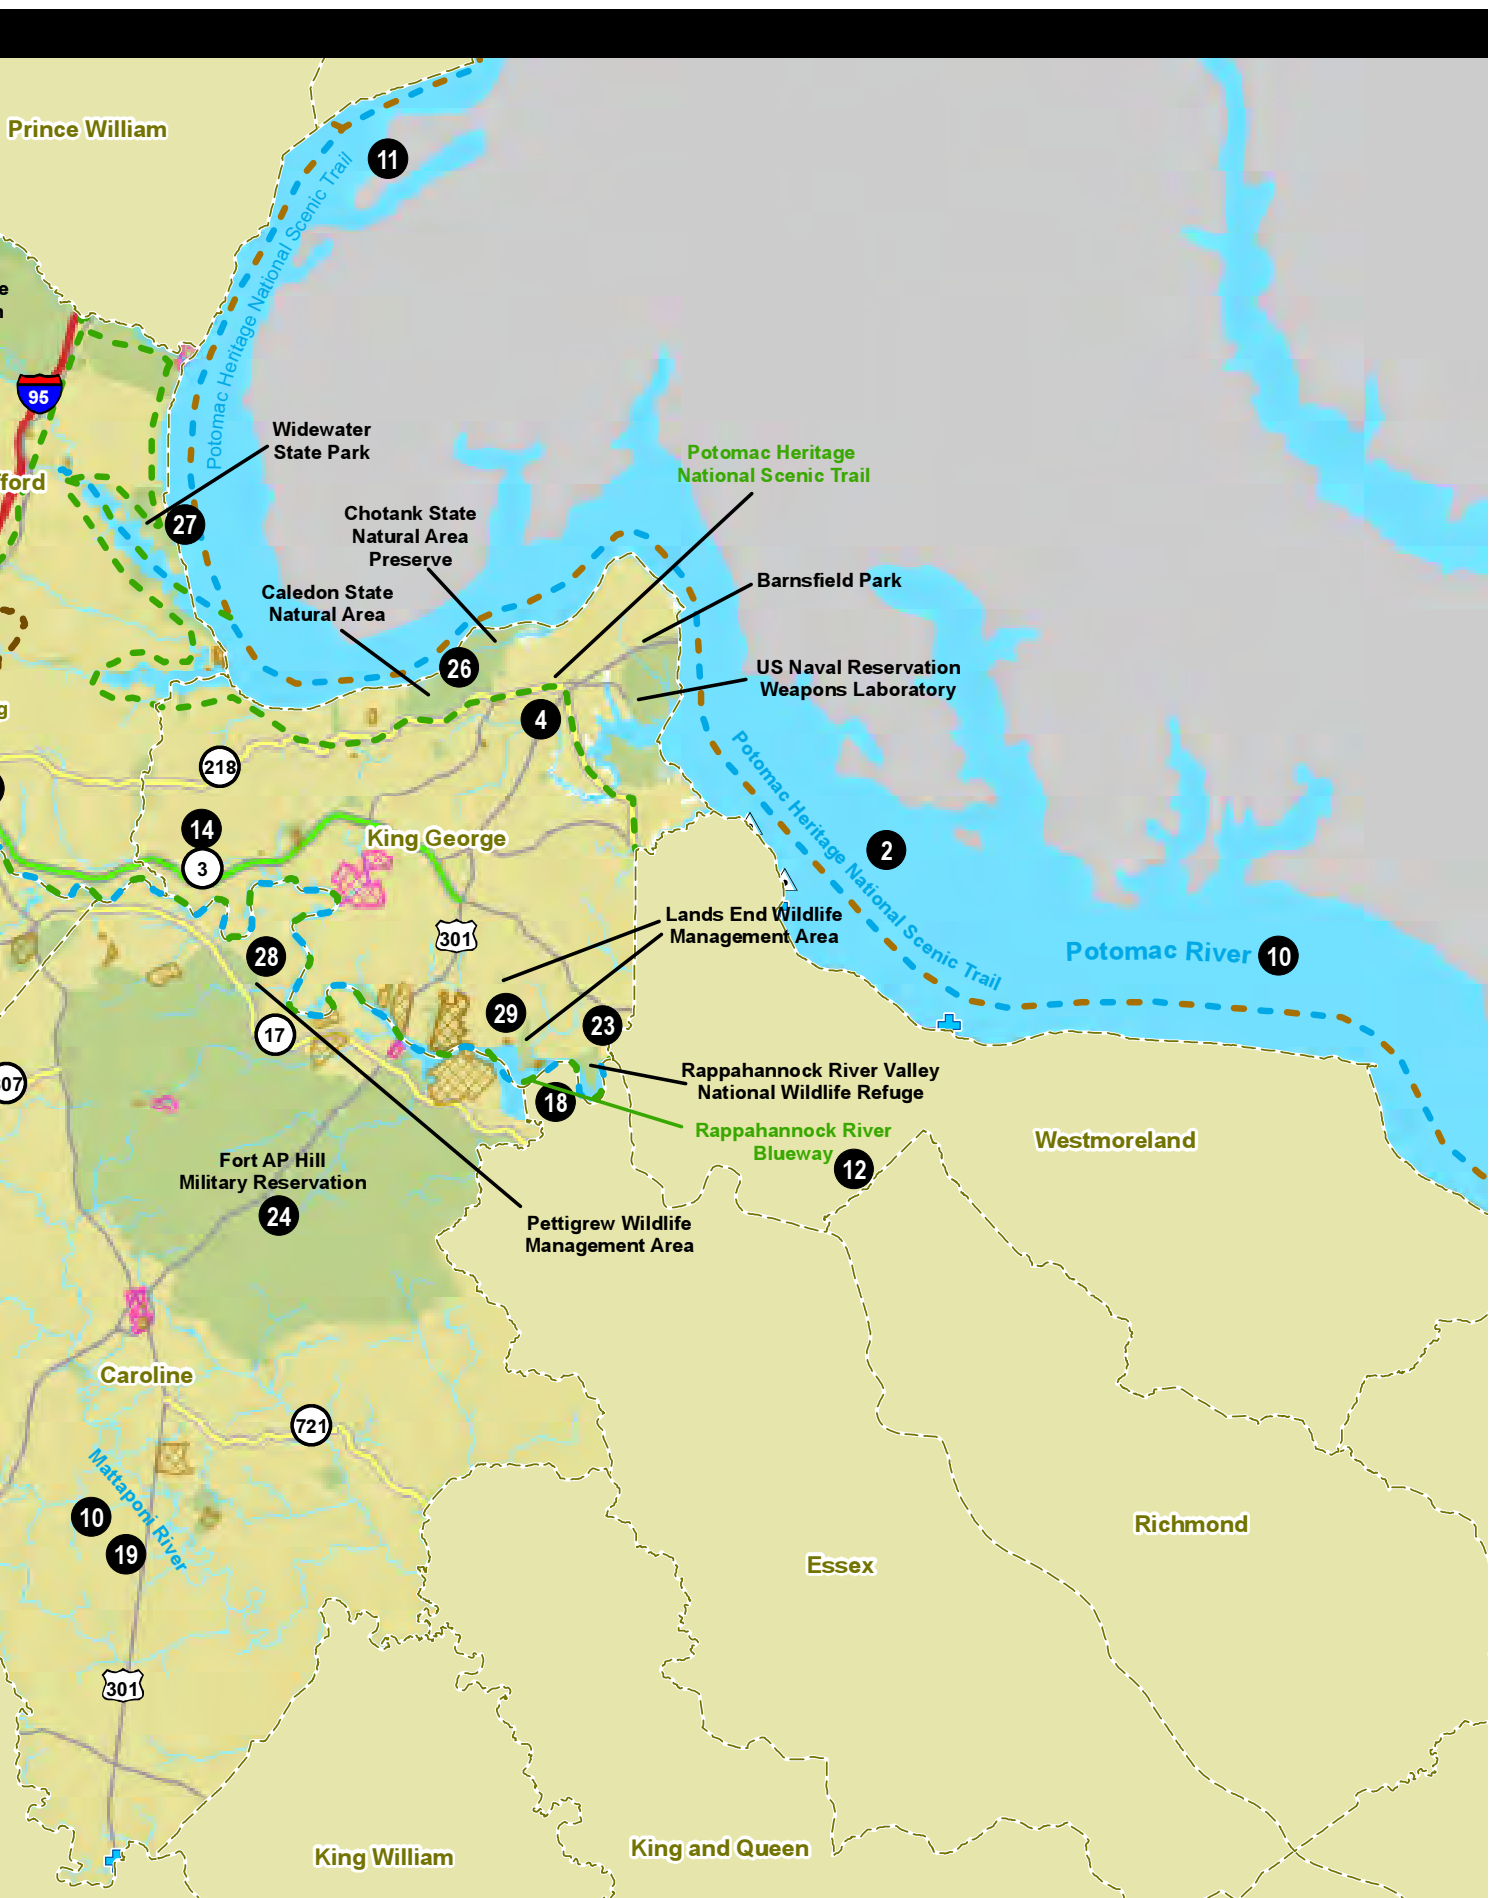 Prince William
11
Potomac Heritage National Scenic Trail
e
95
Widewater
State Park
fford
27
Potomac Heritage
National Scenic Trail
Chotank State
Natural Area
Preserve
Barnsfield Park
Caledon State
Natural Area
26
US Naval Reservation
Weapons Laboratory
g
4
218
Potomac Heritage National Scenic Trail
14
King George
3
2
Lands End Wildlife
Management Area
301
28
Potomac River
10
29
23
17
607
Rappahannock River Valley
National Wildlife Refuge
18
Rappahannock River
Blueway
12
Westmoreland
Fort AP Hill
Military Reservation
24
Pettigrew Wildlife
Management Area
Caroline
721
Mattaponi River
10
19
Richmond
Essex
301
King William
King and Queen